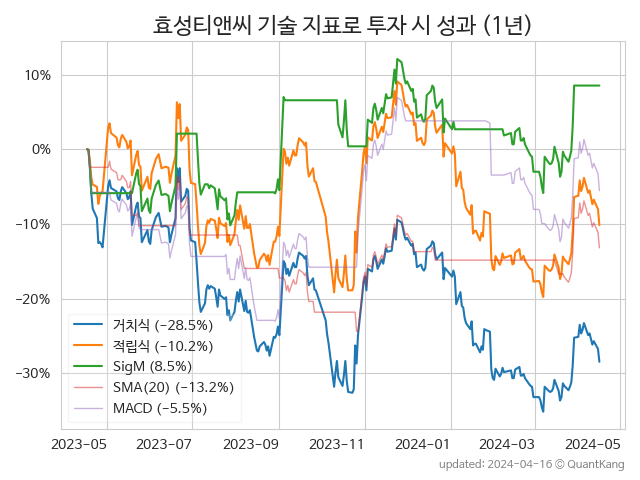 효성티앤씨 기술 지표로 투자 시 성과 (1년)
10%
0%
−10%
−20%
−30%
거치식 (−28.5%)
적립식 (−10.2%)
SigM (8.5%)
SMA(20) (−13.2%)
MACD (−5.5%)
2023−05 2023−07 2023−09 2023−11 2024−01 2024−03 2024−05
updated: 2024−04−16 © QuantKang